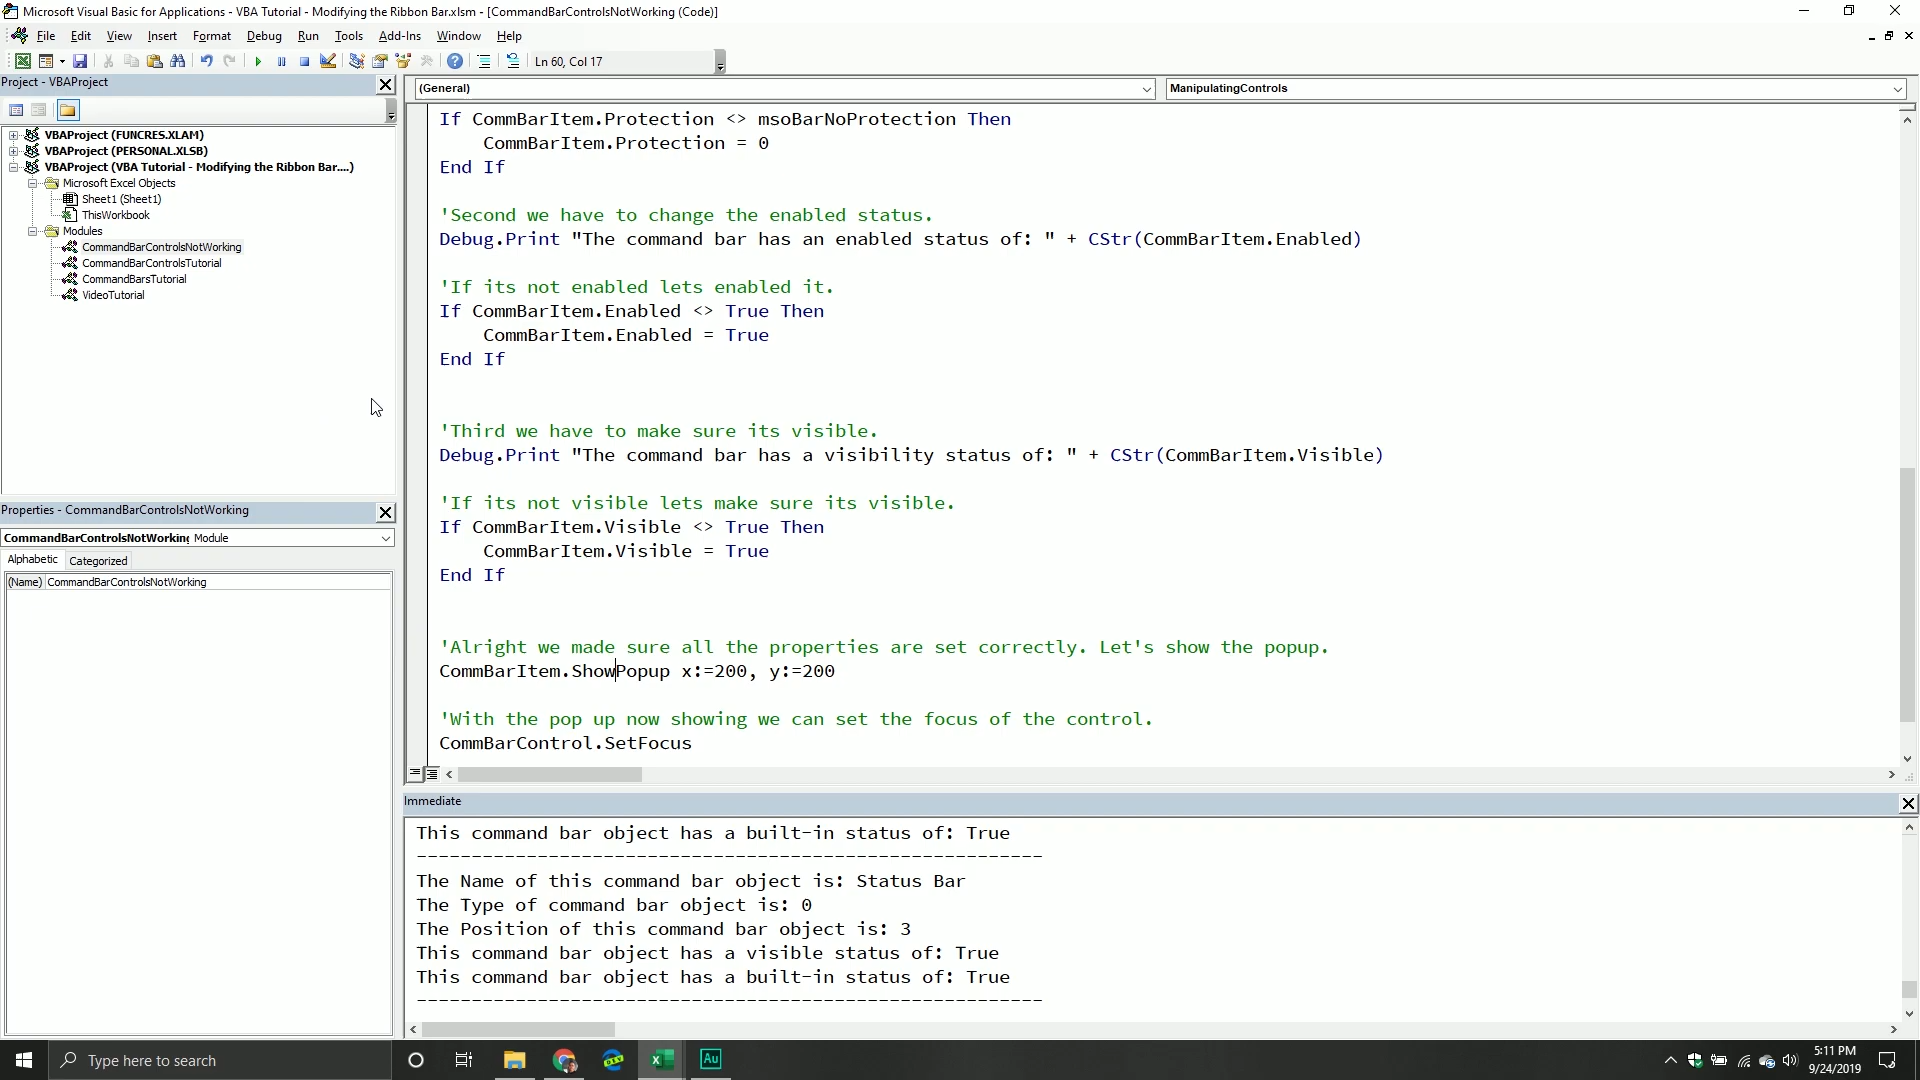 Microsoft Visual Basic for Applications - VBA Tutorial - Modifying the Ribbon Bar.xlsm - [CommandBarControlsNotWorking (Code)]
File Edit View Insert Format Debug Run Tools Add-Ins Window Help
Ln 60, Col 17
Project - VBAProject
VBAProject (FUNCRES.XLAM)
VBAProject (PERSONAL.XLSB)
VBAProject (VBA Tutorial - Modifying the Ribbon Bar....)
Microsoft Excel Objects
Sheet1 (Sheet1)
ThisWorkbook
Modules
CommandBarControlsNotWorking
CommandBarControlsTutorial
CommandBarsTutorial
VideoTutorial
Properties - CommandBarControlsNotWorking
CommandBarControlsNotWorking Module
Alphabetic Categorized
(Name) CommandBarControlsNotWorking
(General) ManipulatingControls
If CommBarItem.Protection <> msoBarNoProtection Then
CommBarItem.Protection = 0
End If
'Second we have to change the enabled status.
Debug.Print "The command bar has an enabled status of: " + CStr(CommBarItem.Enabled)
'If its not enabled lets enabled it.
If CommBarItem.Enabled <> True Then
CommBarItem.Enabled = True
End If
'Third we have to make sure its visible.
Debug.Print "The command bar has a visibility status of: " + CStr(CommBarItem.Visible)
'If its not visible lets make sure its visible.
If CommBarItem.Visible <> True Then
CommBarItem.Visible = True
End If
'Alright we made sure all the properties are set correctly. Let's show the popup.
CommBarItem.ShowPopup x:=200, y:=200
'With the pop up now showing we can set the focus of the control.
CommBarControl.SetFocus
Immediate
This command bar object has a built-in status of: True
---------------------------------------------------------
The Name of this command bar object is: Status Bar
The Type of command bar object is: 0
The Position of this command bar object is: 3
This command bar object has a visible status of: True
This command bar object has a built-in status of: True
---------------------------------------------------------
Type here to search
DEV
Au
5:11 PM
9/24/2019